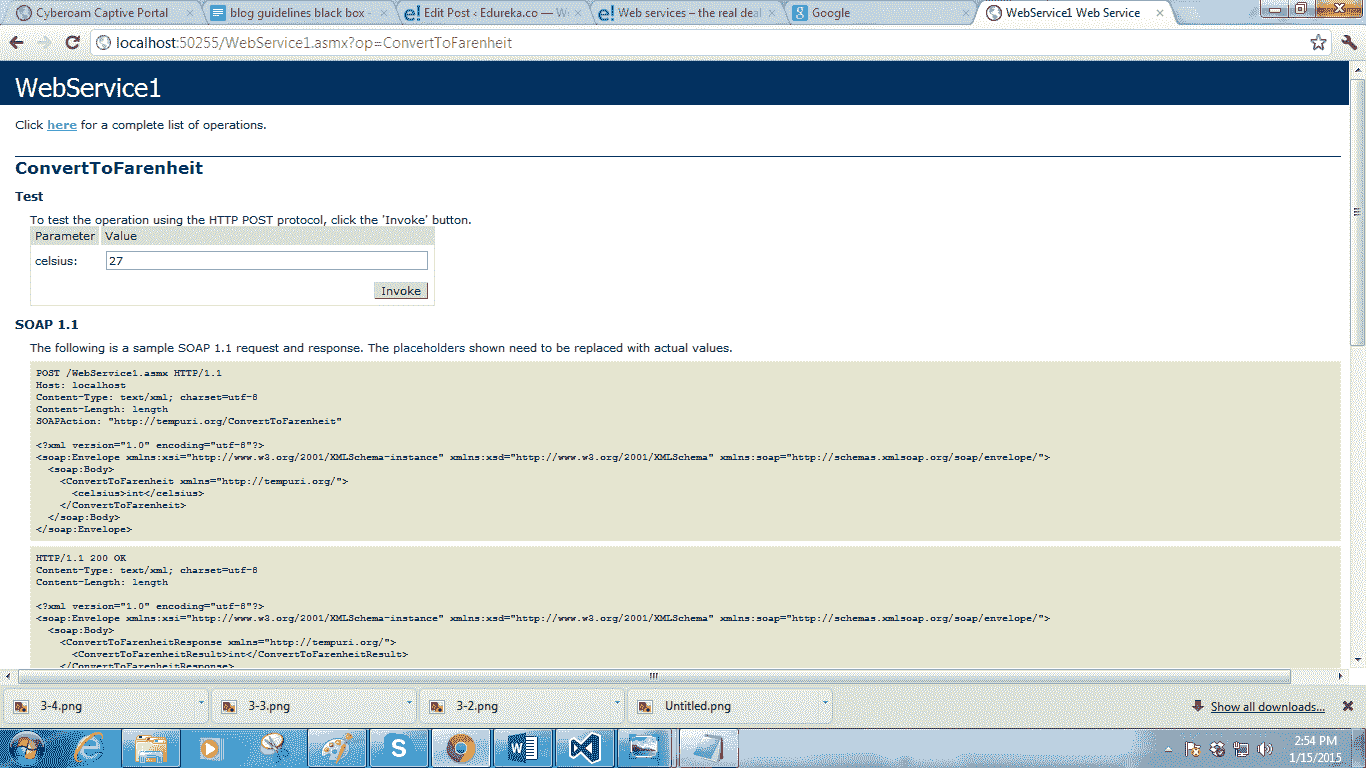 Cyberoam Captive Portal
blog guidelines black box -
Edit Post ‹ Edureka.co — W
Web services – the real deal
Google
WebService1 Web Service
localhost:50255/WebService1.asmx?op=ConvertToFarenheit
WebService1
Click here for a complete list of operations.
ConvertToFarenheit
Test
To test the operation using the HTTP POST protocol, click the 'Invoke' button.
Parameter Value
celsius: 27
Invoke
SOAP 1.1
The following is a sample SOAP 1.1 request and response. The placeholders shown need to be replaced with actual values.
POST /WebService1.asmx HTTP/1.1
Host: localhost
Content-Type: text/xml; charset=utf-8
Content-Length: length
SOAPAction: "http://tempuri.org/ConvertToFarenheit"
<?xml version="1.0" encoding="utf-8"?>
<soap:Envelope xmlns:xsi="http://www.w3.org/2001/XMLSchema-instance" xmlns:xsd="http://www.w3.org/2001/XMLSchema" xmlns:soap="http://schemas.xmlsoap.org/soap/envelope/">
<soap:Body>
<ConvertToFarenheit xmlns="http://tempuri.org/">
<celsius>int</celsius>
</ConvertToFarenheit>
</soap:Body>
</soap:Envelope>
HTTP/1.1 200 OK
Content-Type: text/xml; charset=utf-8
Content-Length: length
<?xml version="1.0" encoding="utf-8"?>
<soap:Envelope xmlns:xsi="http://www.w3.org/2001/XMLSchema-instance" xmlns:xsd="http://www.w3.org/2001/XMLSchema" xmlns:soap="http://schemas.xmlsoap.org/soap/envelope/">
<soap:Body>
<ConvertToFarenheitResponse xmlns="http://tempuri.org/">
<ConvertToFarenheitResult>int</ConvertToFarenheitResult>
</ConvertToFarenheitResponse>
3-4.png
3-3.png
3-2.png
Untitled.png
Show all downloads...
2:54 PM
1/15/2015